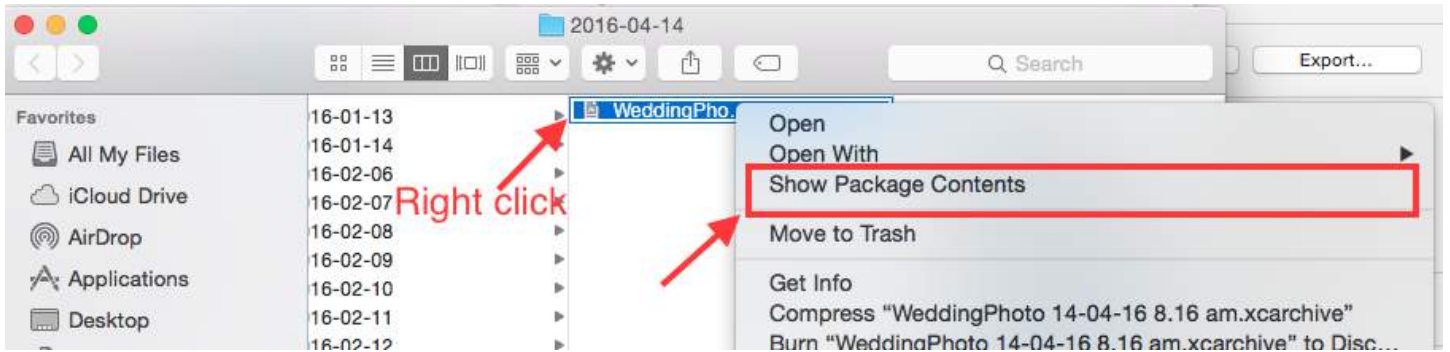 2016-04-14
Search
Export...
Favorites
All My Files
iCloud Drive
AirDrop
Applications
Desktop
16-01-13
16-01-14
16-02-06
16-02-07
16-02-08
16-02-09
16-02-10
16-02-11
16-02-12
Right click
WeddingPho.
Open
Open With
Show Package Contents
Move to Trash
Get Info
Compress “WeddingPhoto 14-04-16 8.16 am.xcarchive”
Burn “WeddingPhoto 14-04-16 8.16 am.xcarchive” to Disc...